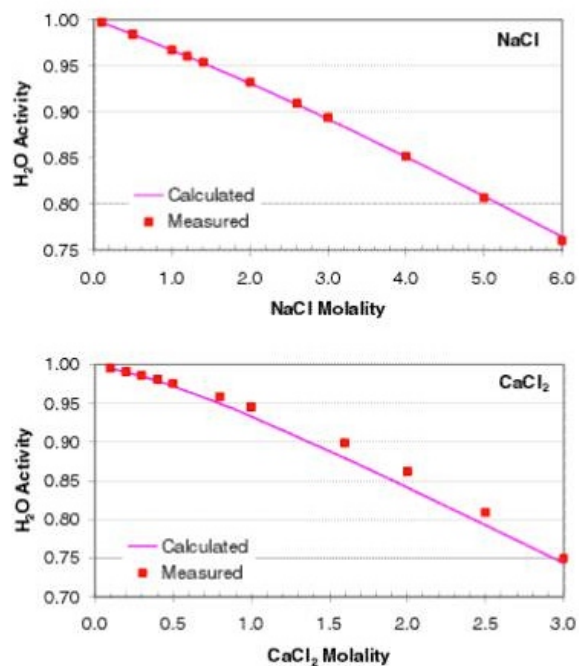 NaCl
H₂O Activity
1.00
0.95
0.90
0.85
0.80
0.75
Calculated
Measured
0.0 1.0 2.0 3.0 4.0 5.0 6.0
NaCl Molality
CaCl₂
H₂O Activity
1.00
0.95
0.90
0.85
0.80
0.75
0.70
Calculated
Measured
0.0 0.5 1.0 1.5 2.0 2.5 3.0
CaCl₂ Molality